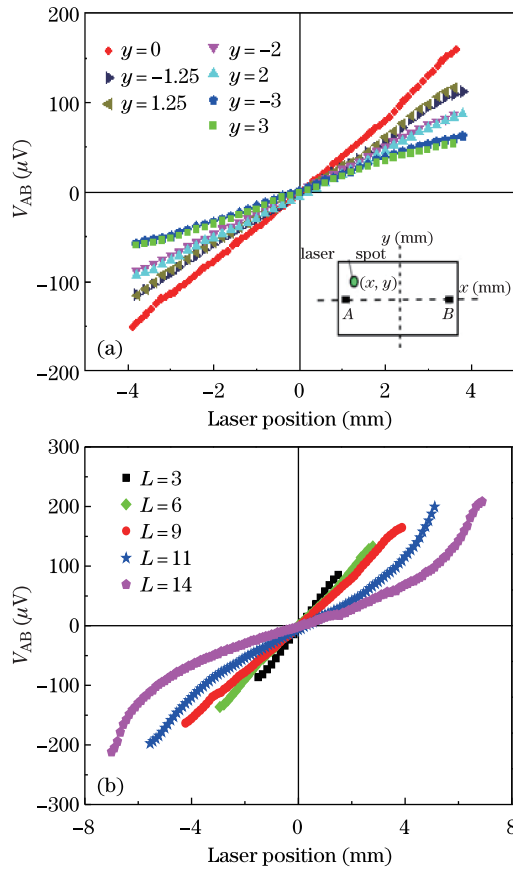 200
100
0
−100
−200
V_AB (μV)
y=0
y=−1.25
y=1.25
y=−2
y=2
y=−3
y=3
y (mm)
laser spot
(x, y)
x (mm)
A
B
(a)
−4
−2
0
2
4
Laser position (mm)
300
200
100
0
−100
−200
−300
V_AB (μV)
L=3
L=6
L=9
L=11
L=14
(b)
−8
−4
0
4
8
Laser position (mm)